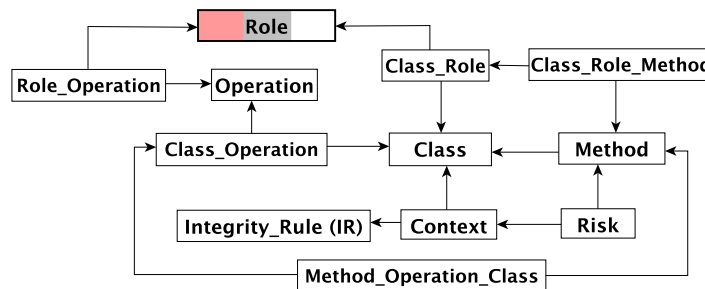 Role
Class_Role
Class_Role_Method
Role_Operation
Operation
Class_Operation
Class
Method
Integrity_Rule (IR)
Context
Risk
Method_Operation_Class